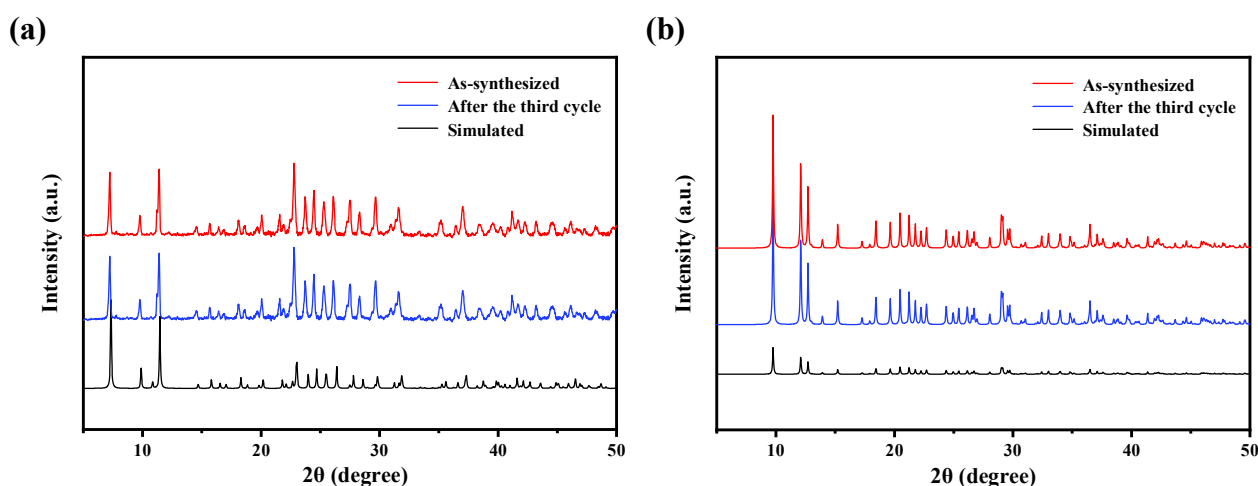 (a)
As-synthesized
After the third cycle
Simulated
Intensity (a.u.)
10 20 30 40 50
2θ (degree)
(b)
As-synthesized
After the third cycle
Simulated
Intensity (a.u.)
10 20 30 40 50
2θ (degree)